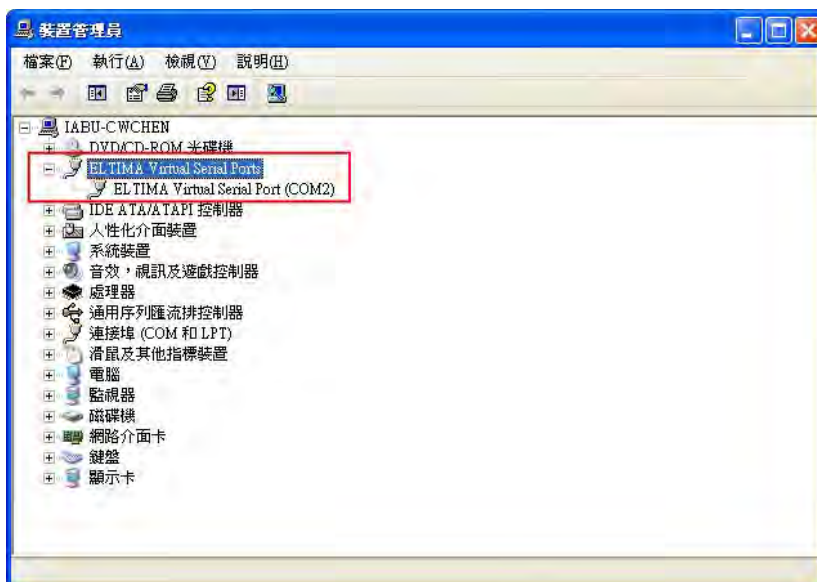 裝置管理員
檔案(F) 執行(A) 檢視(V) 說明(H)
IABU-CWCHEN
DVD/CD-ROM 光碟機
ELTIMA Virtual Serial Ports
ELTIMA Virtual Serial Port (COM2)
IDE ATA/ATAPI 控制器
人性化介面裝置
系統裝置
音效，視訊及遊戲控制器
處理器
通用序列匯流排控制器
連接埠 (COM 和 LPT)
滑鼠及其他指標裝置
電腦
監視器
磁碟機
網路介面卡
鍵盤
顯示卡